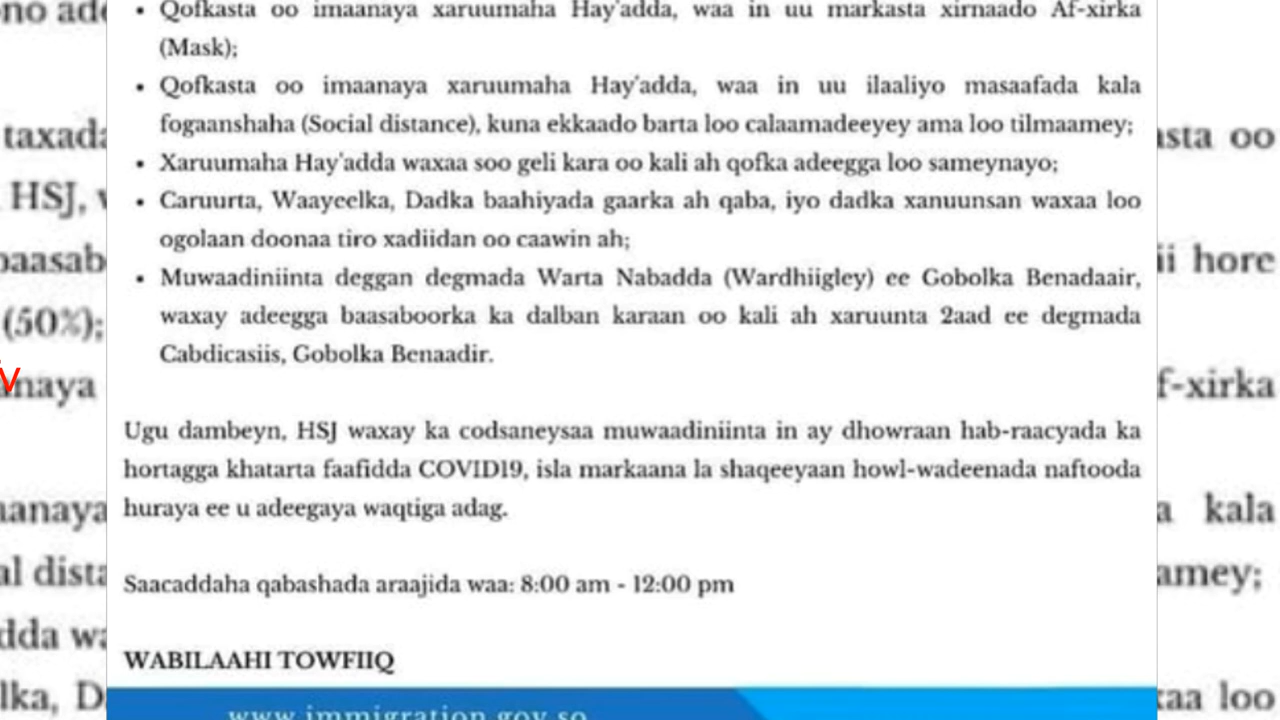 • Qofkasta oo imaanaya xaruumaha Hay'adda, waa in uu markasta xirnaado Af-xirka
(Mask);
• Qofkasta oo imaanaya xaruumaha Hay'adda, waa in uu ilaaliyo masaafada kala
fogaanshaha (Social distance), kuna ekkaado barta loo calaamadeeyey ama loo tilmaamey;
• Xaruumaha Hay'adda waxaa soo geli kara oo kali ah qofka adeegga loo sameynayo;
• Caruurta, Waayeelka, Dadka baahiyada gaarka ah qaba, iyo dadka xanuunsan waxaa loo
ogolaan doonaa tiro xadiidan oo caawin ah;
• Muwaadiniinta deggan degmada Warta Nabadda (Wardhiigley) ee Gobolka Benadaair,
waxay adeegga baasaboorka ka dalban karaan oo kali ah xaruunta 2aad ee degmada
Cabdicasiis, Gobolka Benaadir.
Ugu dambeyn, HSJ waxay ka codsaneysaa muwaadiniinta in ay dhowraan hab-raacyada ka
hortagga khatarta faafidda COVID19, isla markaana la shaqeeyaan howl-wadeenada naftooda
huraya ee u adeegaya waqtiga adag.
Saacaddaha qabashada araajida waa: 8:00 am - 12:00 pm
WABILAAHI TOWFIIQ
www.immigration.gov.so